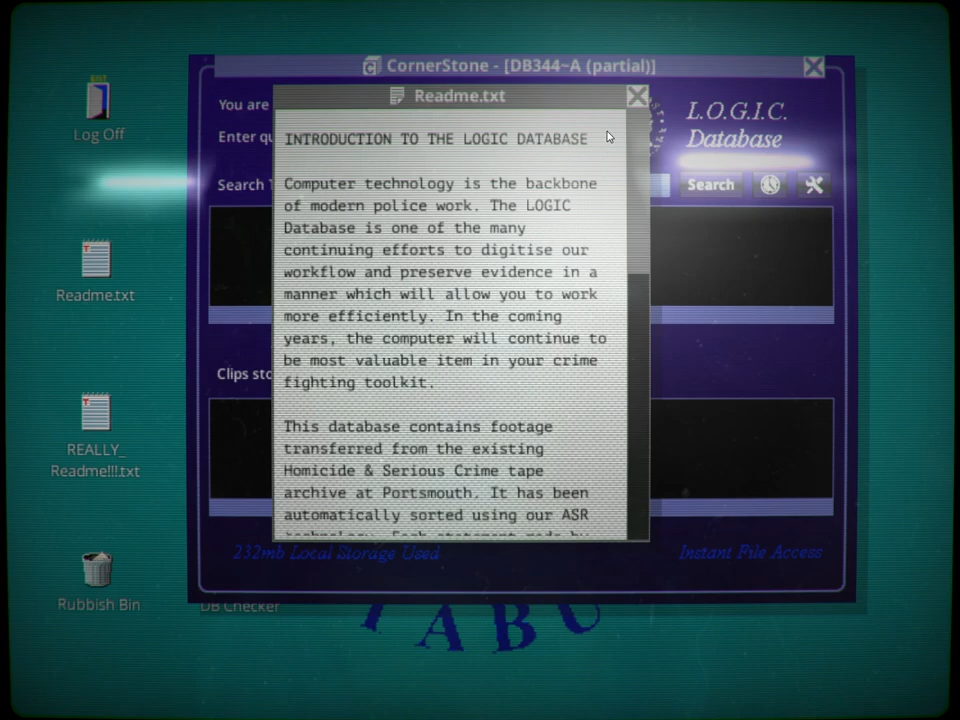 CornerStone - [DB344~A (partial)]
EXIT
Log Off
Readme.txt
REALLY_
Readme!!!.txt
Rubbish Bin
You are
Enter qu
Search
Clips sto
Readme.txt
INTRODUCTION TO THE LOGIC DATABASE
Computer technology is the backbone
of modern police work. The LOGIC
Database is one of the many
continuing efforts to digitise our
workflow and preserve evidence in a
manner which will allow you to work
more efficiently. In the coming
years, the computer will continue to
be most valuable item in your crime
fighting toolkit.
This database contains footage
transferred from the existing
Homicide & Serious Crime tape
archive at Portsmouth. It has been
automatically sorted using our ASR
L.O.G.I.C.
Database
Search
232mb Local Storage Used
Instant File Access
DB Checker
TABU